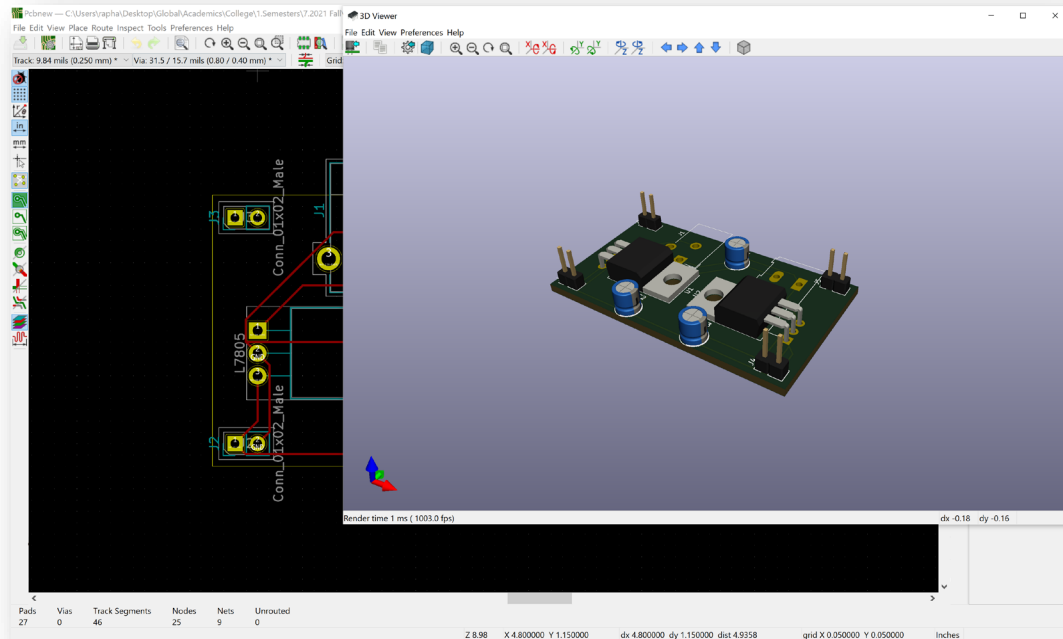 Pcbnew — C:\Users\rapha\Desktop\Global\Academics\College\1.Semesters\7.2021 Fall
File Edit View Place Route Inspect Tools Preferences Help
Track: 9.84 mils (0.250 mm) * Via: 31.5 / 15.7 mils (0.80 / 0.40 mm) * Grid:
in
mm
3D Viewer
File Edit View Preferences Help
J3
Conn_01x02_Male
J1
3
L7805
J2
Conn_01x02_Male
GND
Render time 1 ms ( 1003.0 fps)
dx -0.18 dy -0.16
Pads Vias Track Segments Nodes Nets Unrouted
27 0 46 25 9 0
Z 8.98 X 4.800000 Y 1.150000 dx 4.800000 dy 1.150000 dist 4.9358 grid X 0.050000 Y 0.050000 Inches